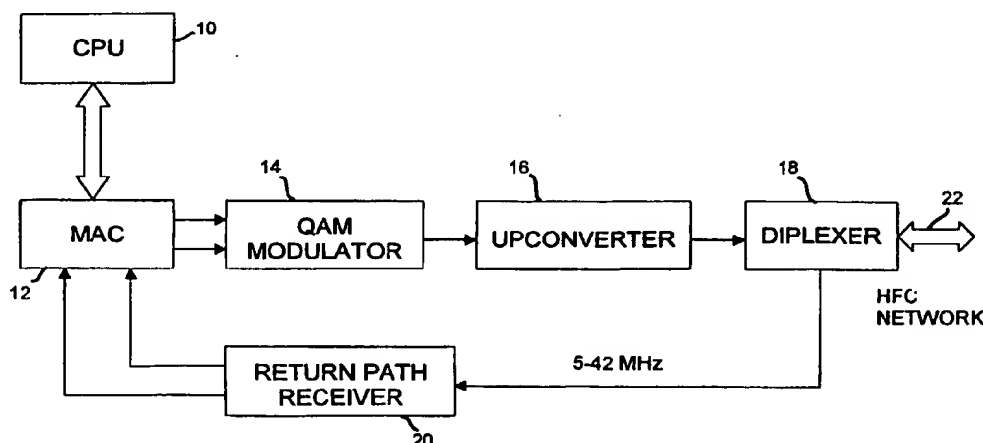 CPU
10
14
16
18
22
MAC
QAM
MODULATOR
UPCONVERTER
DIPLEXER
12
HFC
NETWORK
RETURN PATH
RECEIVER
5-42 MHz
20